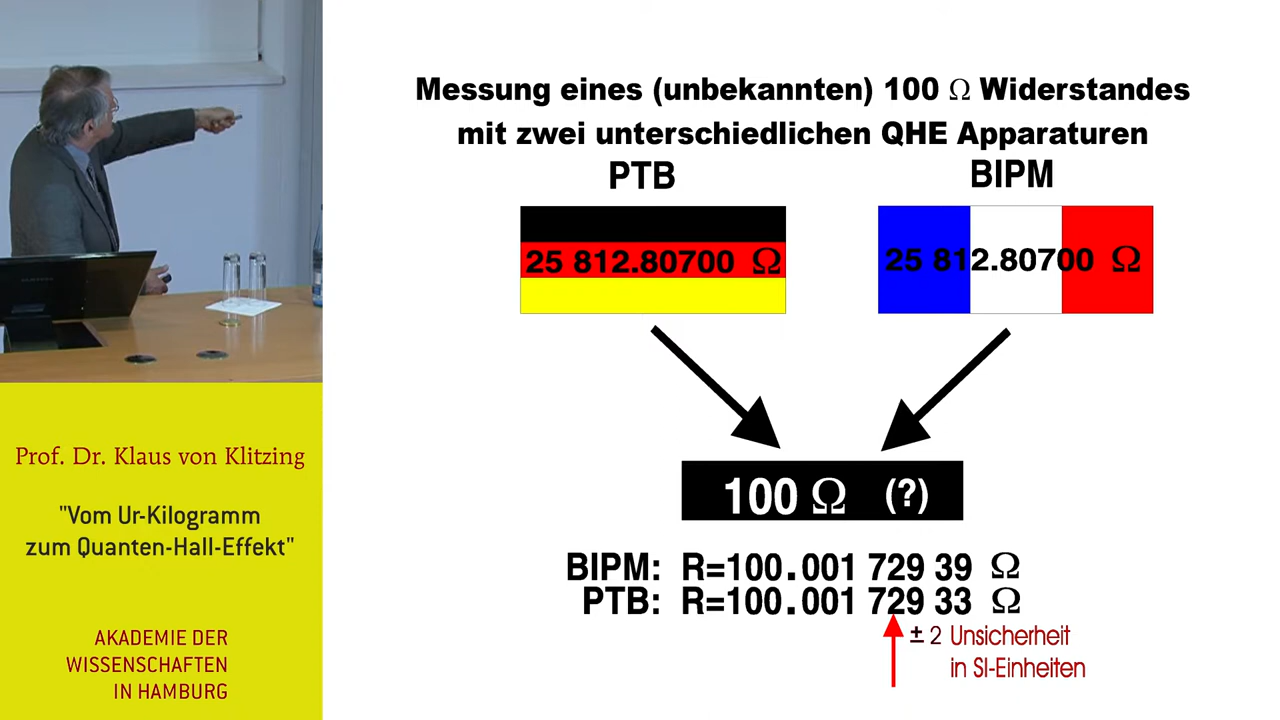 Messung eines (unbekannten) 100 Ω Widerstandes
mit zwei unterschiedlichen QHE Apparaturen
PTB
BIPM
25 812.80700 Ω
25 812.80700 Ω
100 Ω (?)
BIPM: R=100.001 729 39 Ω
PTB: R=100.001 729 33 Ω
± 2 Unsicherheit
in SI-Einheiten
Prof. Dr. Klaus von Klitzing
"Vom Ur-Kilogramm
zum Quanten-Hall-Effekt"
AKADEMIE DER
WISSENSCHAFTEN
IN HAMBURG